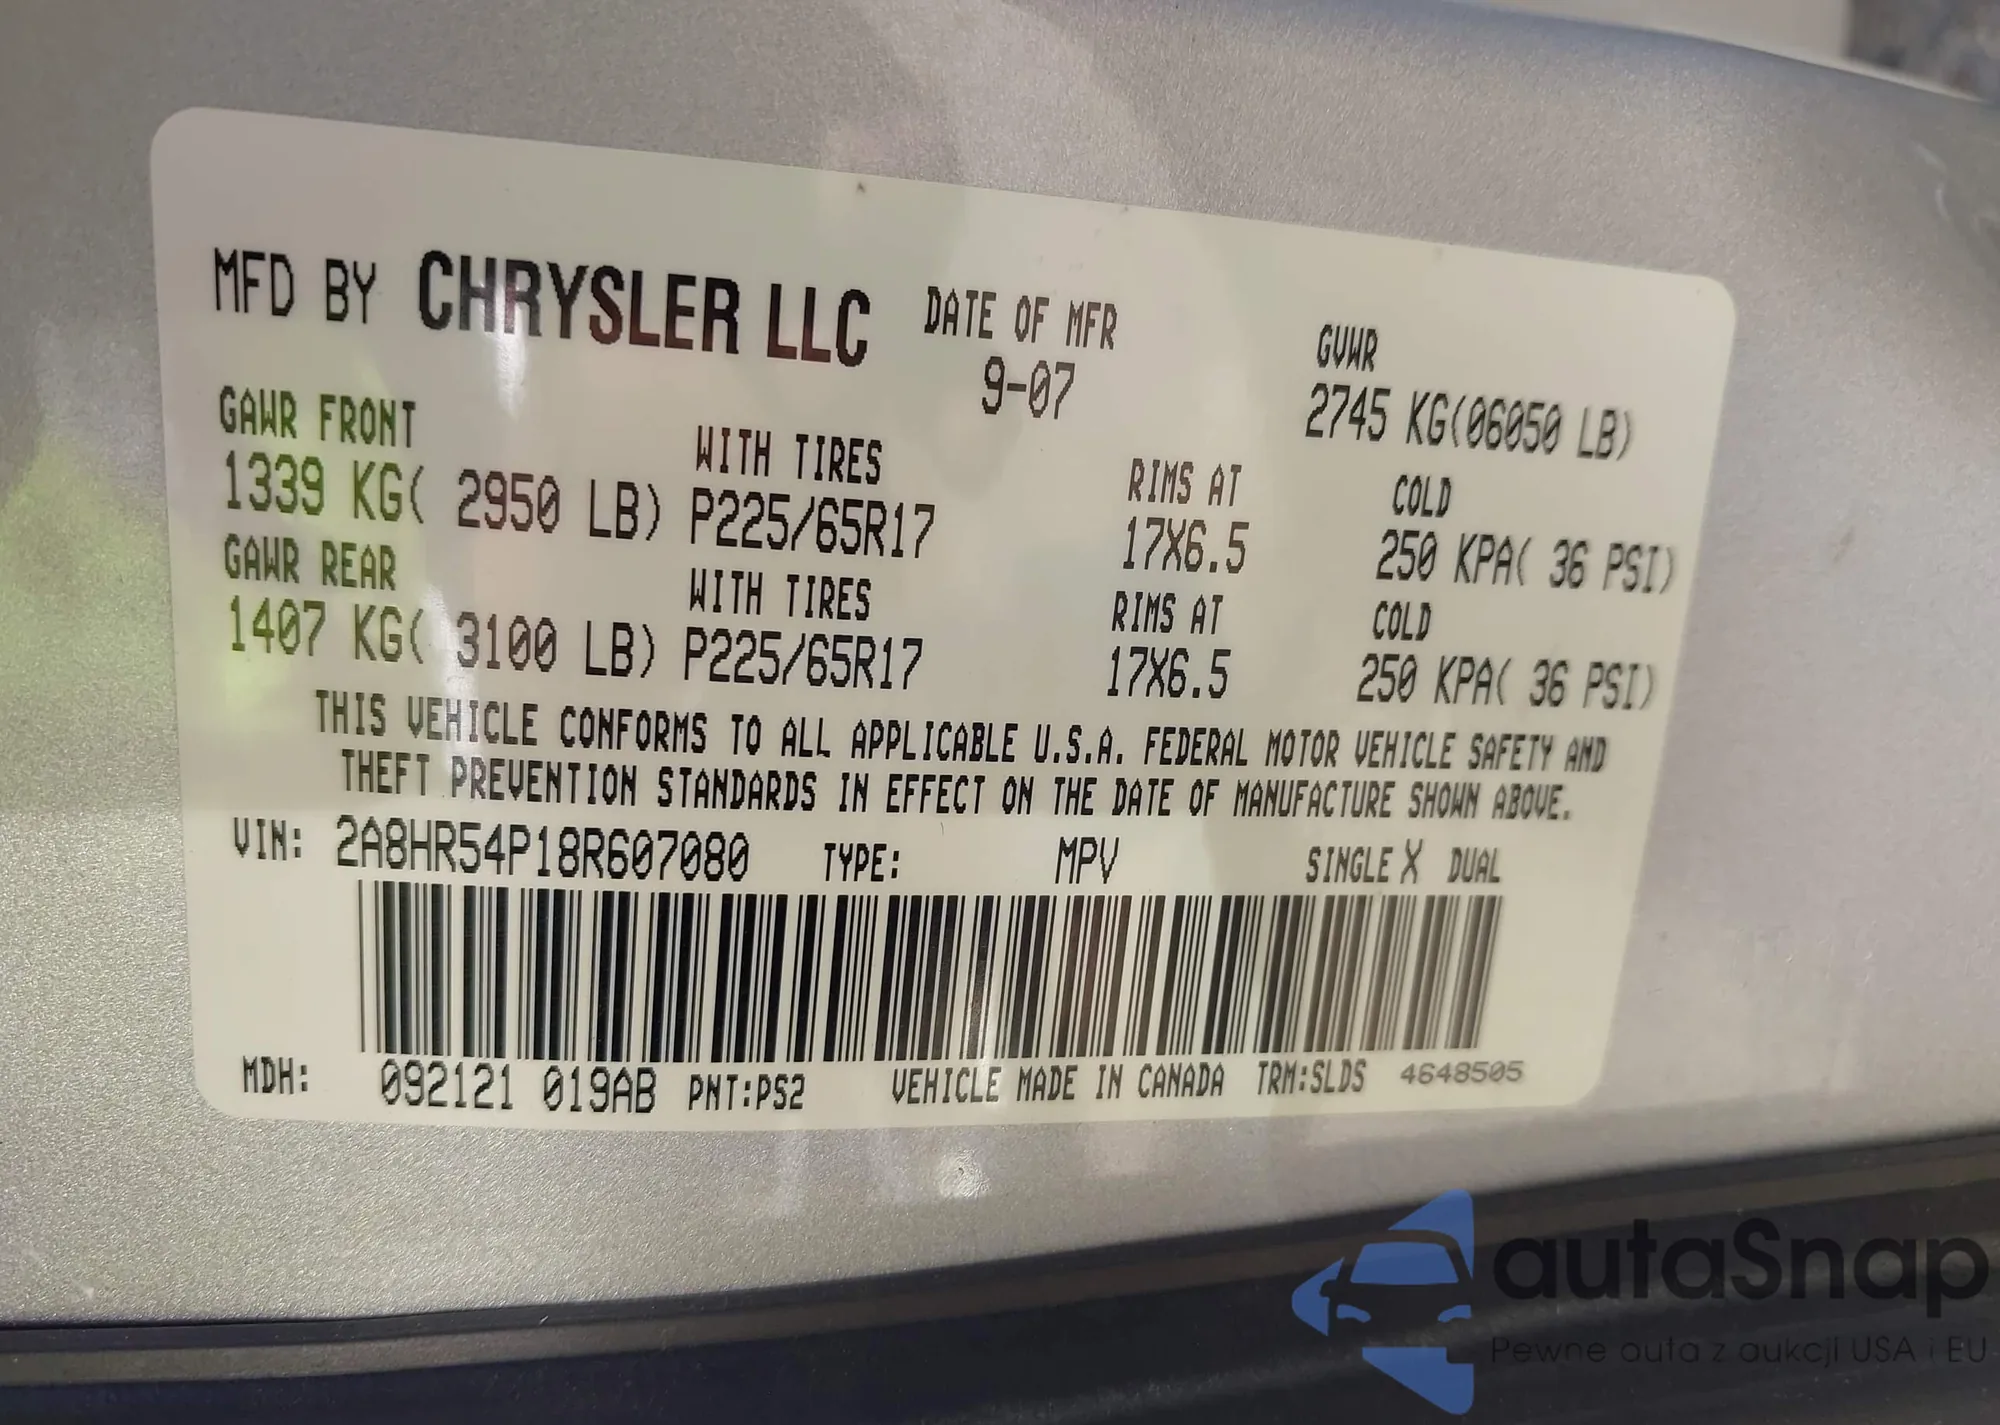 MFD BY CHRYSLER LLC DATE OF MFR GVWR
9-07 2745 KG(06050 LB)
GAWR FRONT WITH TIRES RIMS AT COLD
1339 KG( 2950 LB) P225/65R17 17X6.5 250 KPA( 36 PSI)
GAWR REAR WITH TIRES RIMS AT COLD
1407 KG( 3100 LB) P225/65R17 17X6.5 250 KPA( 36 PSI)
THIS VEHICLE CONFORMS TO ALL APPLICABLE U.S.A. FEDERAL MOTOR VEHICLE SAFETY AND
THEFT PREVENTION STANDARDS IN EFFECT ON THE DATE OF MANUFACTURE SHOWN ABOVE.
VIN: 2A8HR54P18R607080 TYPE: MPV SINGLE X DUAL
MDH: 092121 019AB PNT:PS2 VEHICLE MADE IN CANADA TRM:SLDS 4648505
autaSnap
Pewne auta z aukcji USA i EU